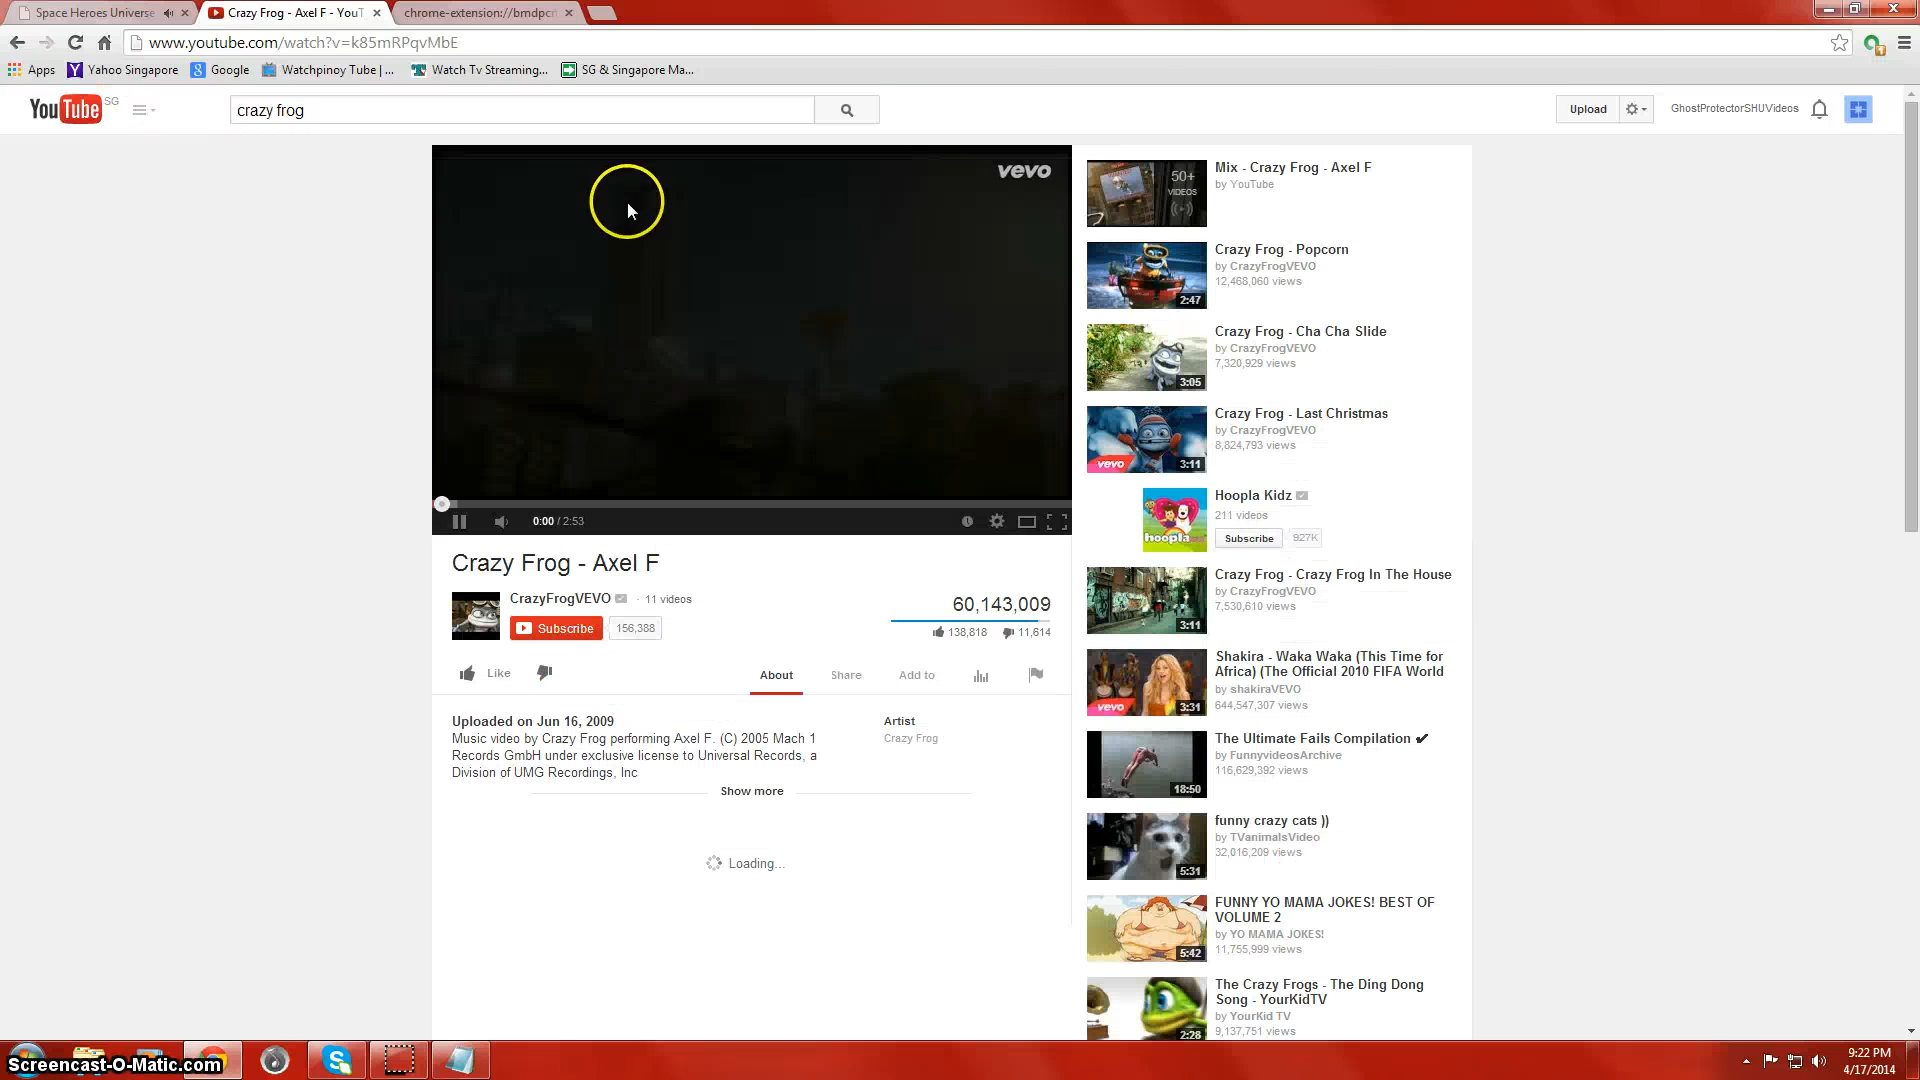 Space Heroes Universe
Crazy Frog - Axel F - YouT
chrome-extension://bmdpcn
www.youtube.com/watch?v=k85mRPqvMbE
Apps
Yahoo Singapore
Google
Watchpinoy Tube | ...
Watch Tv Streaming...
SG & Singapore Ma...
YouTube SG
crazy frog
Upload
GhostProtectorSHUVideos
vevo
0:00 / 2:53
Crazy Frog - Axel F
CrazyFrogVEVO · 11 videos
Subscribe 156,388
60,143,009
138,818 11,614
Like
About
Share
Add to
Uploaded on Jun 16, 2009
Music video by Crazy Frog performing Axel F. (C) 2005 Mach 1
Records GmbH under exclusive license to Universal Records, a
Division of UMG Recordings, Inc
Artist
Crazy Frog
Show more
Loading...
50+
VIDEOS
Mix - Crazy Frog - Axel F
by YouTube
2:47
Crazy Frog - Popcorn
by CrazyFrogVEVO
12,468,060 views
3:05
Crazy Frog - Cha Cha Slide
by CrazyFrogVEVO
7,320,929 views
vevo
3:11
Crazy Frog - Last Christmas
by CrazyFrogVEVO
8,824,793 views
hoopla
Hoopla Kidz
211 videos
Subscribe 927K
3:11
Crazy Frog - Crazy Frog In The House
by CrazyFrogVEVO
7,530,610 views
vevo
3:31
Shakira - Waka Waka (This Time for
Africa) (The Official 2010 FIFA World
by shakiraVEVO
644,547,307 views
18:50
The Ultimate Fails Compilation ✔
by FunnyvideosArchive
116,629,392 views
5:31
funny crazy cats ))
by TVanimalsVideo
32,016,209 views
5:42
FUNNY YO MAMA JOKES! BEST OF
VOLUME 2
by YO MAMA JOKES!
11,755,999 views
2:28
The Crazy Frogs - The Ding Dong
Song - YourKidTV
by YourKid TV
9,137,751 views
Screencast-O-Matic.com
9:22 PM
4/17/2014